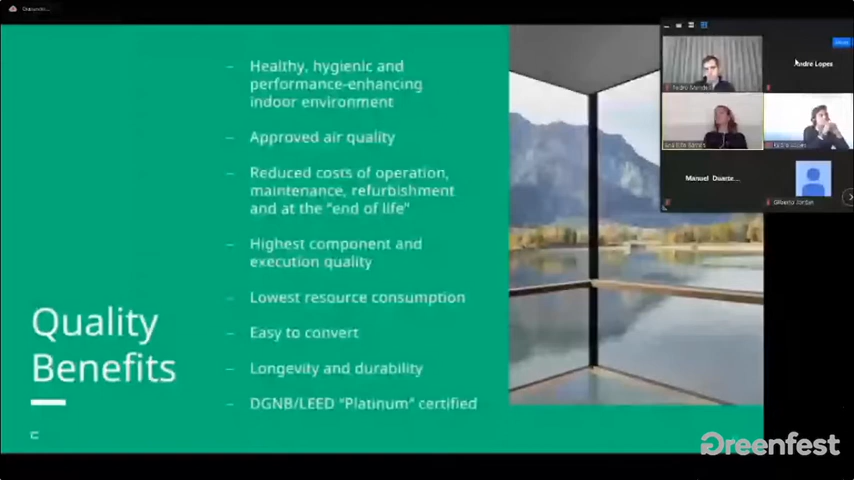 Healthy, hygienic and
performance-enhancing
indoor environment
Approved air quality
Reduced costs of operation,
maintenance, refurbishment
and at the “end of life”
Highest component and
execution quality
Lowest resource consumption
Easy to convert
Longevity and durability
DGNB/LEED “Platinum” certified
Quality
Benefits
André Lopes
Manuel Duarte...
Gilberto Jordan
Greenfest